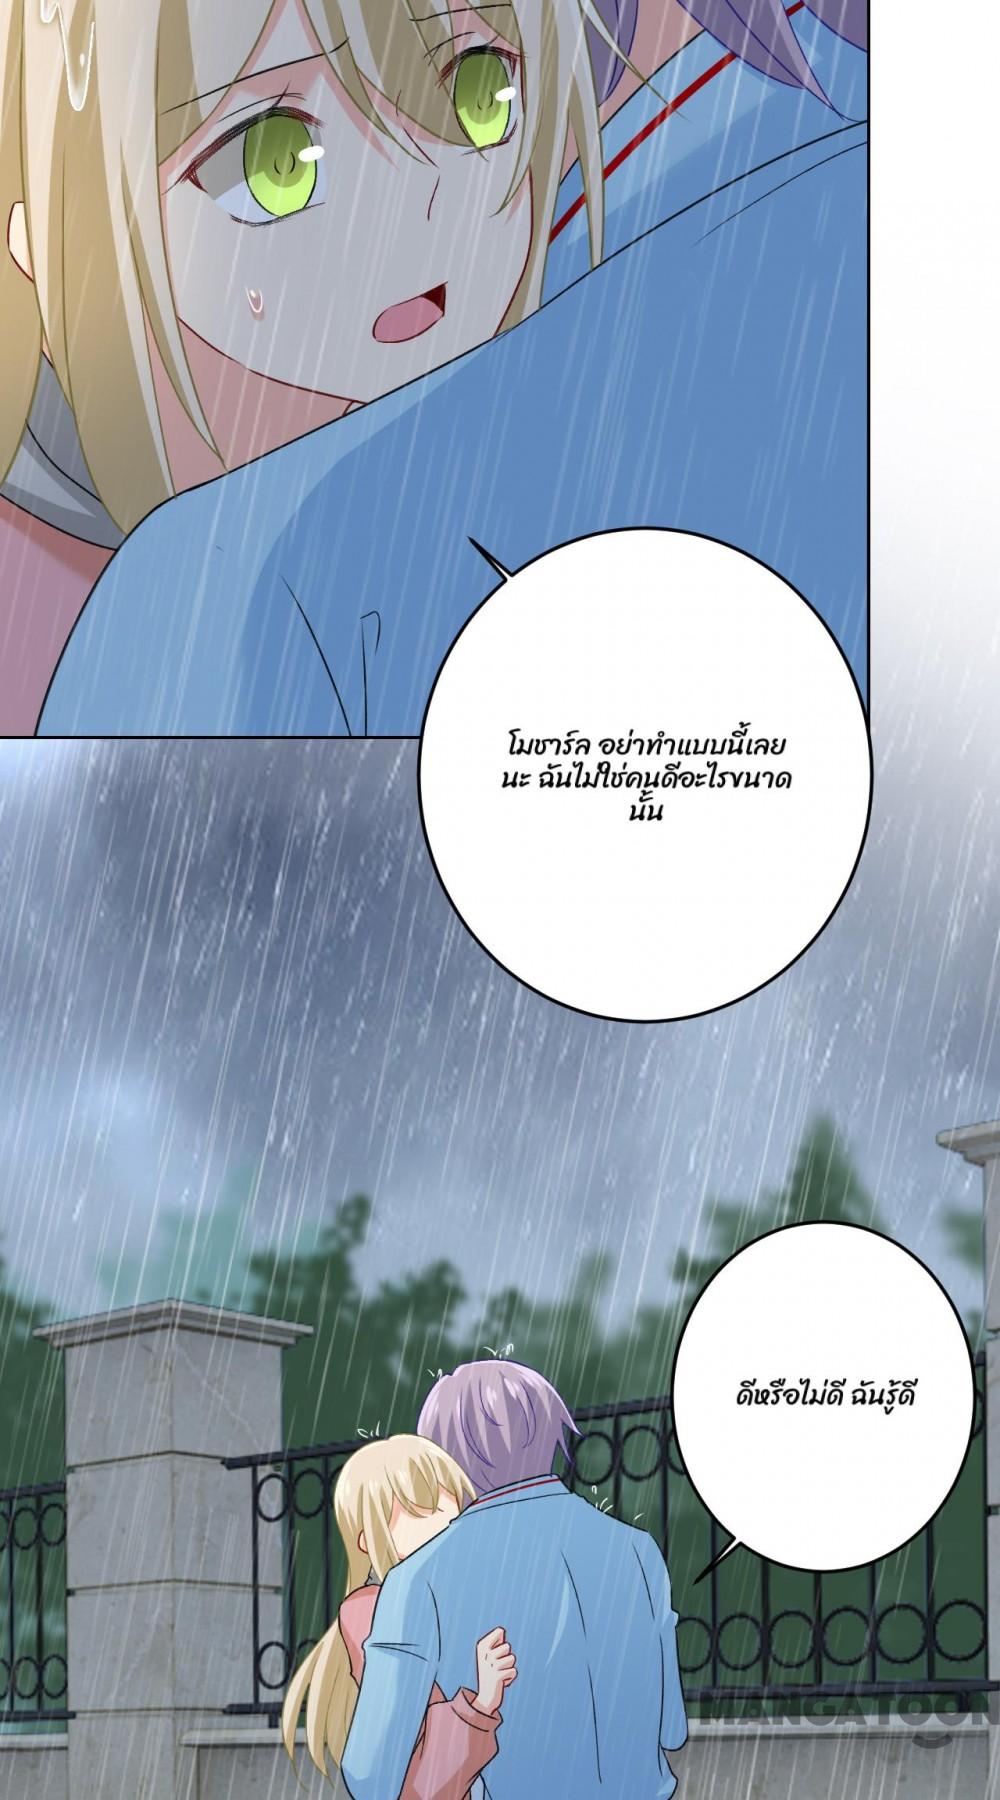 โมชาร์ล อย่าทำแบบนี้เลย
นะ ฉันไม่ใช่คนดีอะไรขนาด
นั้น
ดีหรือไม่ดี ฉันรู้ดี
MANGATOON